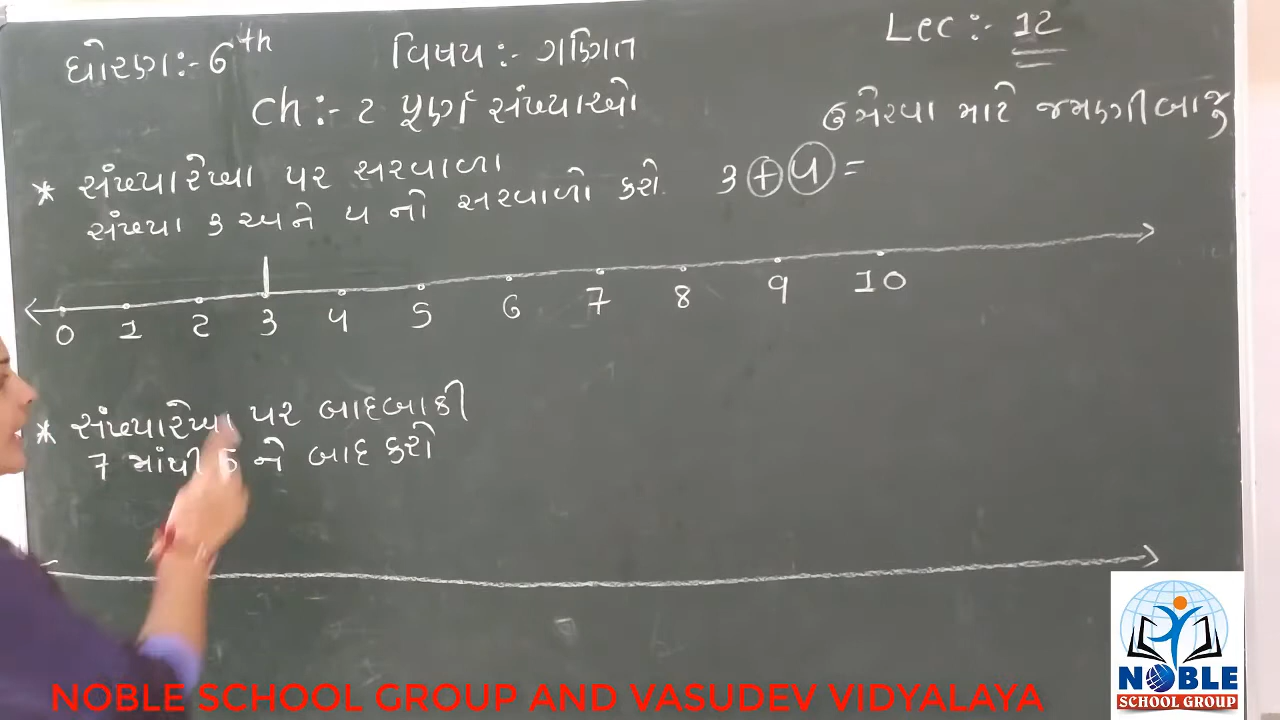 ધોરણ:- 6th વિષય:- ગણિત Lec:- 12
Ch:- 2 પૂર્ણ સંખ્યાઓ
ઉમેરવા માટે જમણીબાજુ
* સંખ્યારેખા પર સરવાળા
સંખ્યા 3 અને ૫ નો સરવાળો કરો. 3 + ૫ =
0 1 2 3 4 5 6 7 8 9 10
* સંખ્યારેખા પર બાદબાકી
7 માંથી 5 ને બાદ કરો
NOBLE
SCHOOL GROUP
NOBLE SCHOOL GROUP AND VASUDEV VIDYALAYA